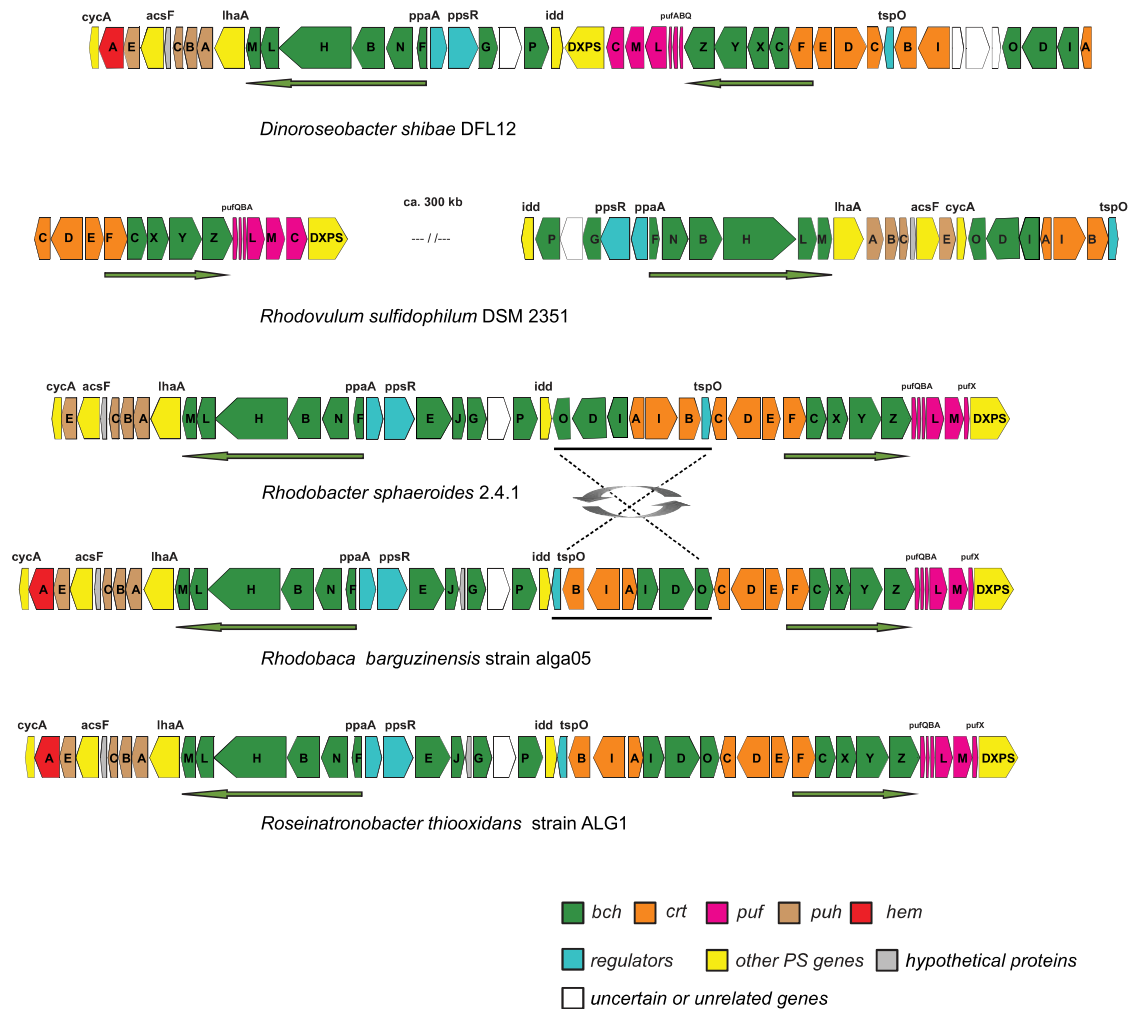 cycA acsF lhaA ppaA ppsR idd pufABQ tspO
A E C B A M L H B N F G P DXPS C M L Z Y X C F E D C B I O D I A
Dinoroseobacter shibae DFL12
pufQBA ca. 300 kb idd ppsR ppaA lhaA acsF cycA tspO
C D E F C X Y Z L M C DXPS --- / /--- P G F N B H L M A B C E O D I A I B
Rhodovulum sulfidophilum DSM 2351
cycA acsF lhaA ppaA ppsR idd tspO pufQBA pufX
E C B A M L H B N F E J G P O D I A I B C D E F C X Y Z L M DXPS
Rhodobacter sphaeroides 2.4.1
cycA acsF lhaA ppaA ppsR idd tspO pufQBA pufX
A E C B A M L H B N F E J G P B I A I D O C D E F C X Y Z L M DXPS
Rhodobaca barguzinensis strain alga05
cycA acsF lhaA ppaA ppsR idd tspO pufQBA pufX
A E C B A M L H B N F E J G P B I A I D O C D E F C X Y Z L M DXPS
Roseinatronobacter thiooxidans strain ALG1
bch crt puf puh hem
regulators other PS genes hypothetical proteins
uncertain or unrelated genes